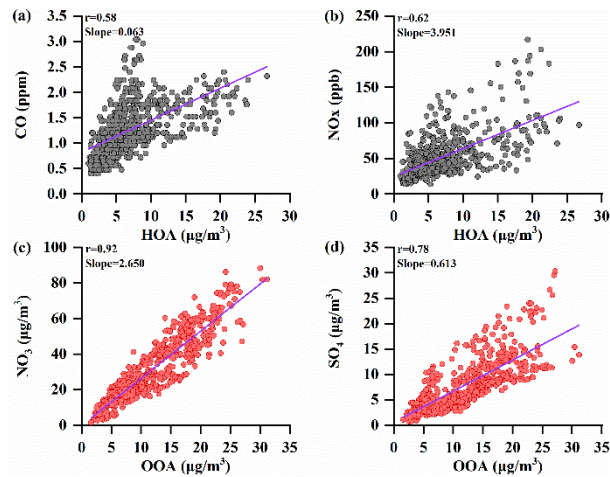 (a)
r=0.58
Slope=0.063
CO (ppm)
3.0
2.5
2.0
1.5
1.0
0.5
0.0
0 5 10 15 20 25 30
HOA (μg/m³)
(b)
r=0.62
Slope=3.951
NOx (ppb)
250
200
150
100
50
0
0 5 10 15 20 25 30
HOA (μg/m³)
(c)
r=0.92
Slope=2.650
NO₃ (μg/m³)
100
80
60
40
20
0
0 5 10 15 20 25 30 35
OOA (μg/m³)
(d)
r=0.78
Slope=0.613
SO₄ (μg/m³)
35
30
25
20
15
10
5
0
0 5 10 15 20 25 30 35
OOA (μg/m³)